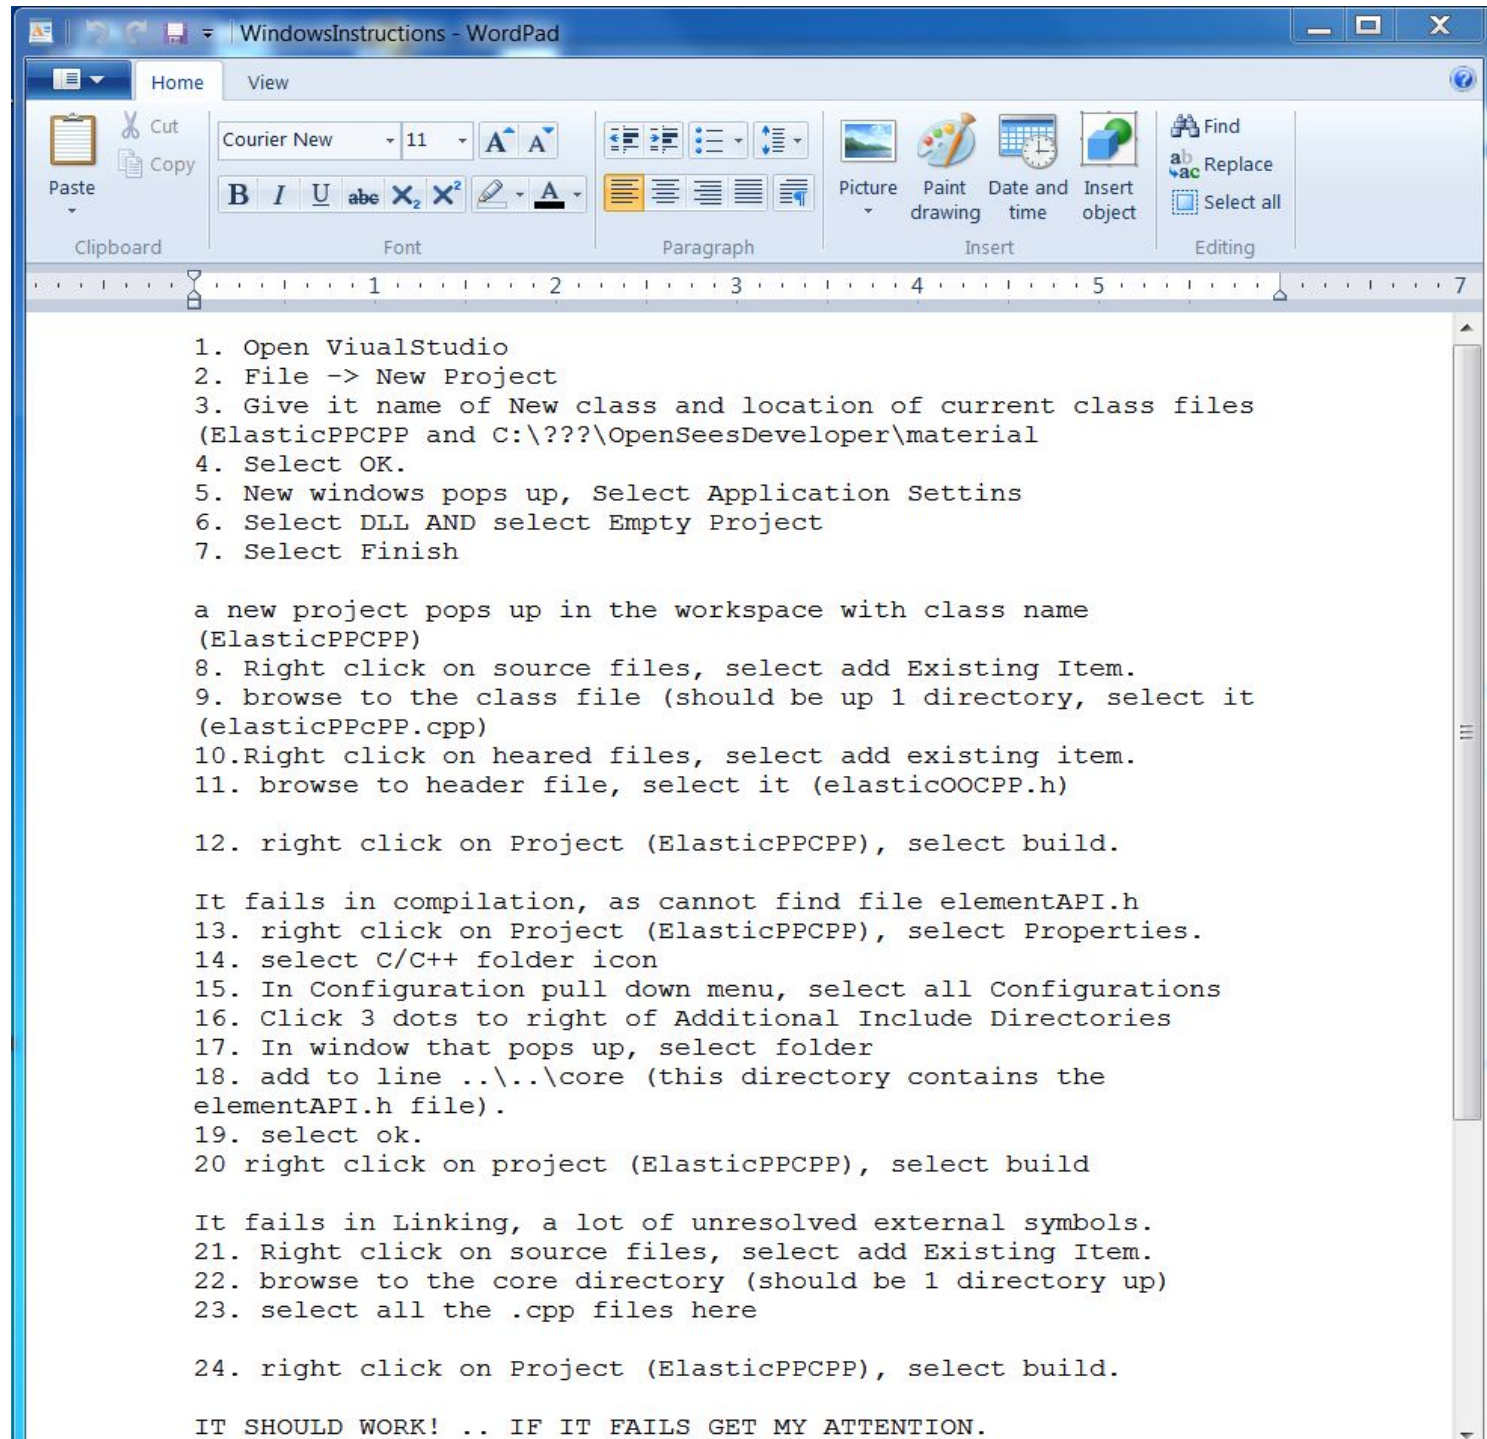 WindowsInstructions - WordPad
Home View
Cut
Copy
Paste
Clipboard
Courier New 11 A A
B I U abc X2 X2 A
Font
Paragraph
Picture
Paint drawing
Date and time
Insert object
Insert
Find
ab ac Replace
Select all
Editing
1 2 3 4 5 7
1. Open ViualStudio
2. File -> New Project
3. Give it name of New class and location of current class files
(ElasticPPCPP and C:\???\OpenSeesDeveloper\material
4. Select OK.
5. New windows pops up, Select Application Settins
6. Select DLL AND select Empty Project
7. Select Finish
a new project pops up in the workspace with class name
(ElasticPPCPP)
8. Right click on source files, select add Existing Item.
9. browse to the class file (should be up 1 directory, select it
(elasticPPcPP.cpp)
10.Right click on heared files, select add existing item.
11. browse to header file, select it (elasticOOCPP.h)
12. right click on Project (ElasticPPCPP), select build.
It fails in compilation, as cannot find file elementAPI.h
13. right click on Project (ElasticPPCPP), select Properties.
14. select C/C++ folder icon
15. In Configuration pull down menu, select all Configurations
16. Click 3 dots to right of Additional Include Directories
17. In window that pops up, select folder
18. add to line ..\..\core (this directory contains the
elementAPI.h file).
19. select ok.
20 right click on project (ElasticPPCPP), select build
It fails in Linking, a lot of unresolved external symbols.
21. Right click on source files, select add Existing Item.
22. browse to the core directory (should be 1 directory up)
23. select all the .cpp files here
24. right click on Project (ElasticPPCPP), select build.
IT SHOULD WORK! .. IF IT FAILS GET MY ATTENTION.